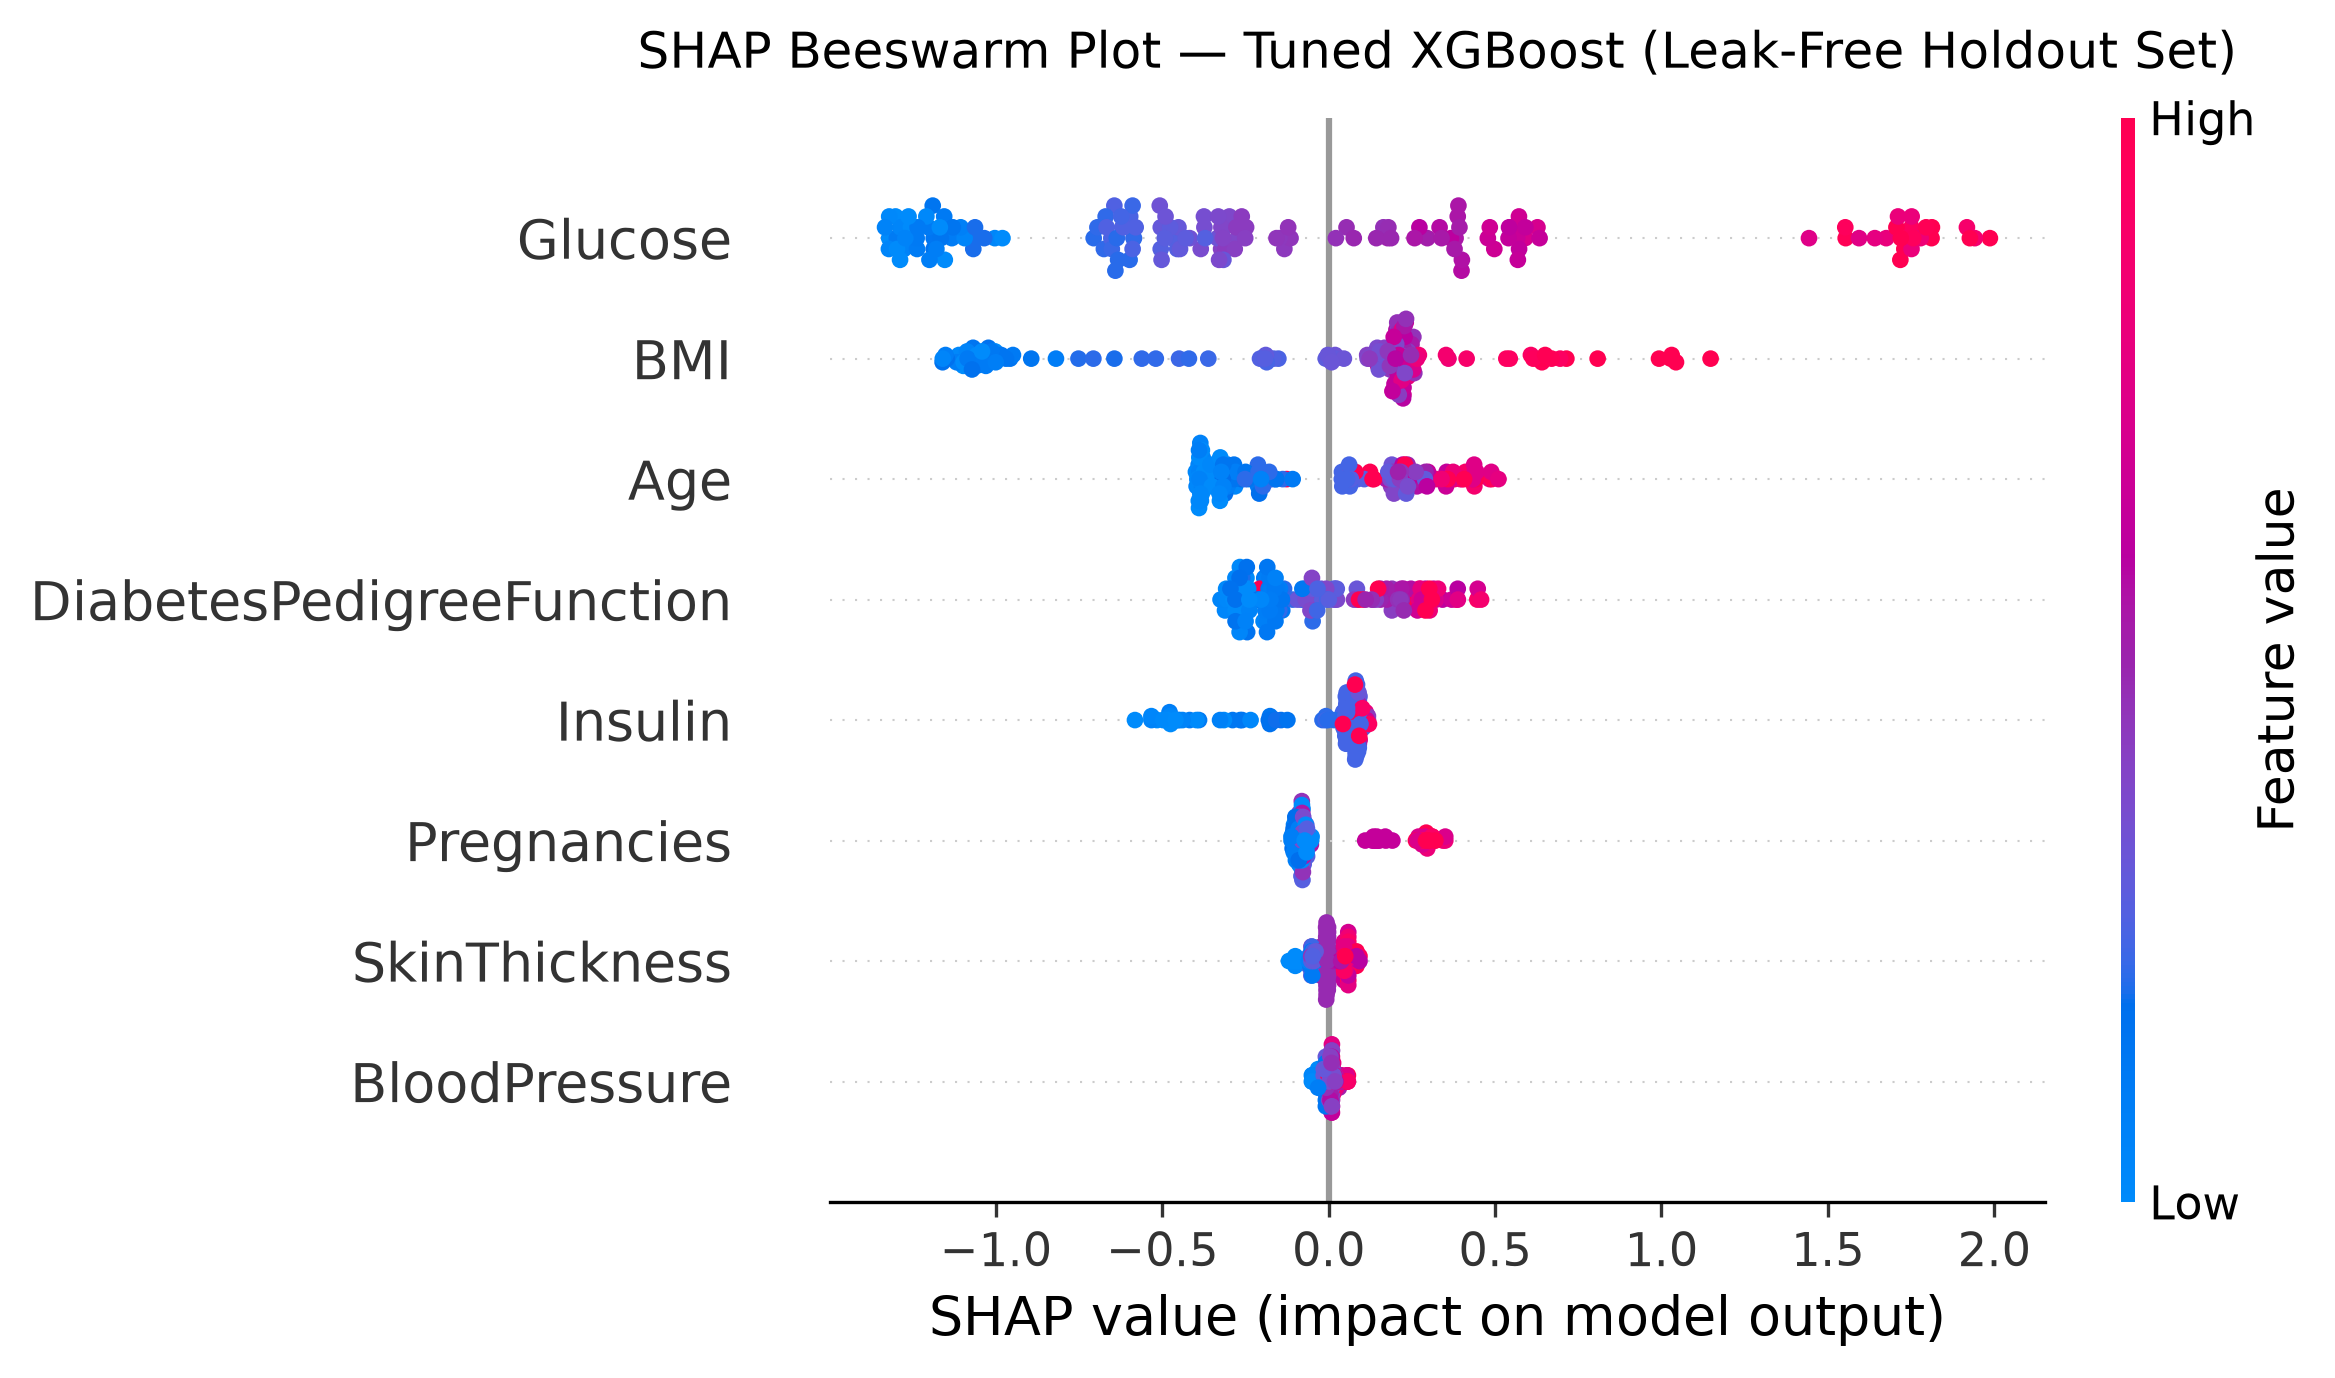 SHAP Beeswarm Plot — Tuned XGBoost (Leak-Free Holdout Set)
High
Glucose
BMI
Age
DiabetesPedigreeFunction
Insulin
Pregnancies
SkinThickness
BloodPressure
Feature value
Low
−1.0 −0.5 0.0 0.5 1.0 1.5 2.0
SHAP value (impact on model output)